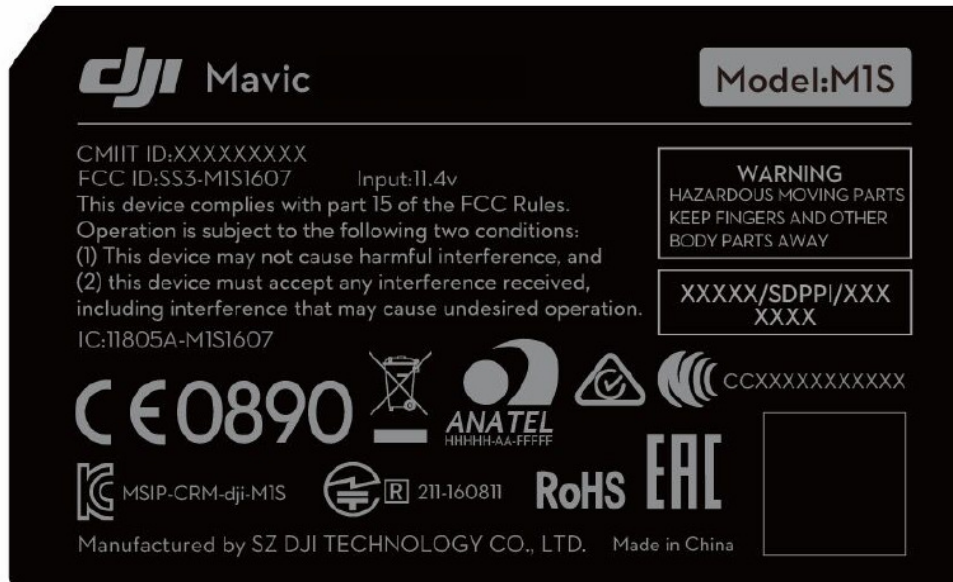 dji Mavic
Model:M1S
CMIIT ID:XXXXXXXXX
FCC ID:SS3-M1S1607 Input:11.4v
This device complies with part 15 of the FCC Rules.
Operation is subject to the following two conditions:
(1) This device may not cause harmful interference, and
(2) this device must accept any interference received,
including interference that may cause undesired operation.
IC:11805A-M1S1607
WARNING
HAZARDOUS MOVING PARTS
KEEP FINGERS AND OTHER
BODY PARTS AWAY
XXXXX/SDPPI/XXX
XXXX
CE0890
ANATEL
HHHHH-AA-FFFFF
CCXXXXXXXXXXX
MSIP-CRM-dji-M1S
R 211-160811
RoHS
EAC
Manufactured by SZ DJI TECHNOLOGY CO., LTD. Made in China